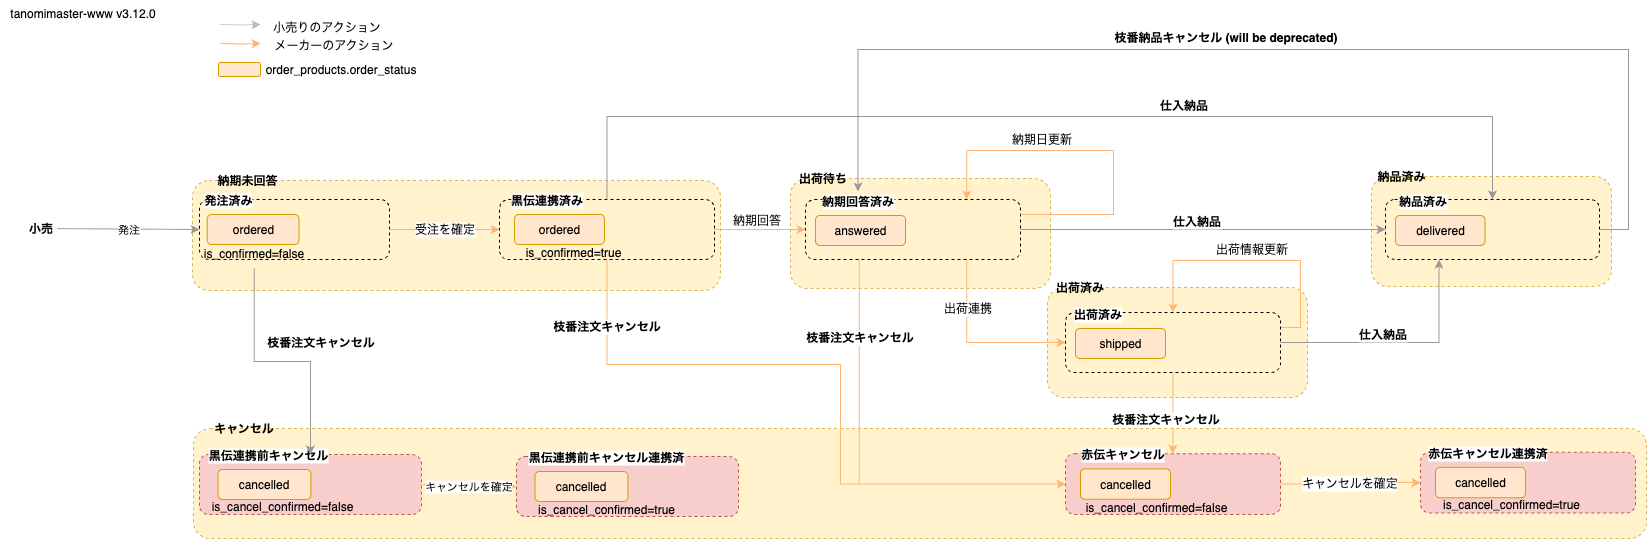 tanomimaster-www v3.12.0
小売りのアクション
メーカーのアクション
order_products.order_status
枝番納品キャンセル (will be deprecated)
仕入納品
納期日更新
納期未回答
発注済み
ordered
is_confirmed=false
小売
発注
受注を確定
黒伝連携済み
ordered
is_confirmed=true
納期回答
出荷待ち
納期回答済み
answered
仕入納品
納品済み
納品済み
delivered
出荷情報更新
出荷連携
出荷済み
出荷済み
shipped
仕入納品
枝番注文キャンセル
枝番注文キャンセル
枝番注文キャンセル
枝番注文キャンセル
キャンセル
黒伝連携前キャンセル
cancelled
is_cancel_confirmed=false
キャンセルを確定
黒伝連携前キャンセル連携済
cancelled
is_cancel_confirmed=true
赤伝キャンセル
cancelled
is_cancel_confirmed=false
キャンセルを確定
赤伝キャンセル連携済
cancelled
is_cancel_confirmed=true